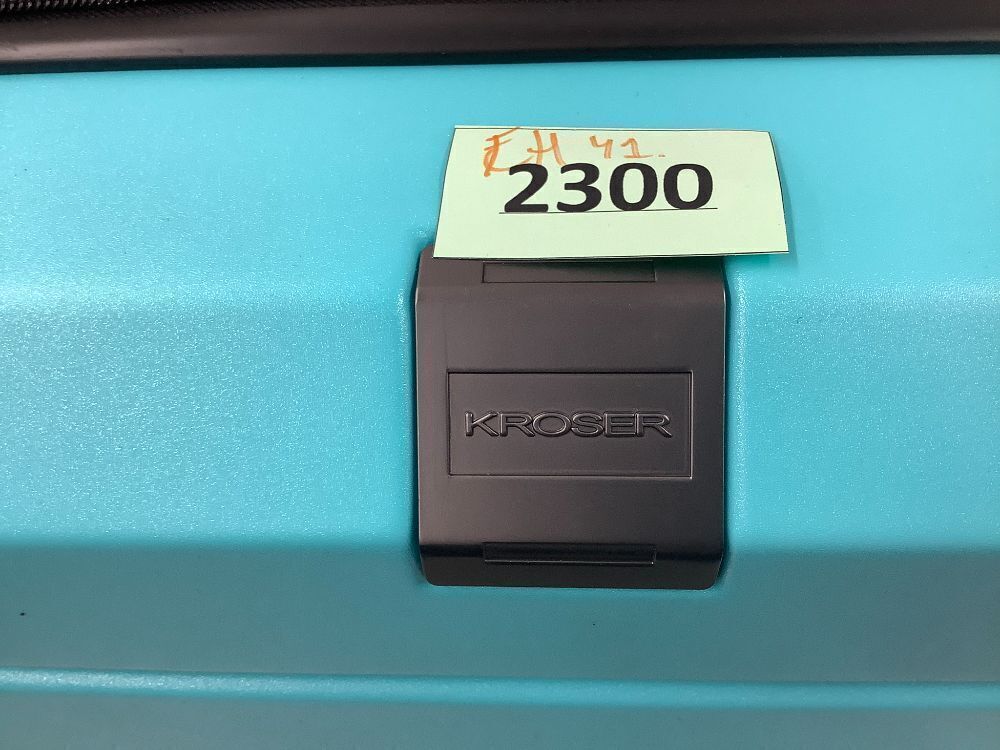 EH 41.
2300
KROSER